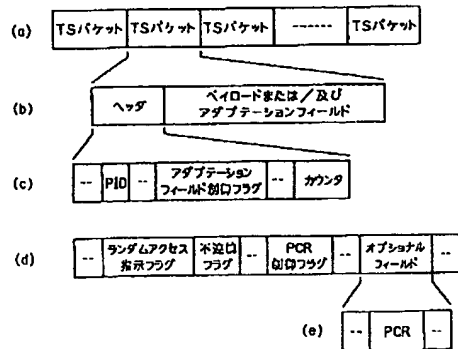 (a) TSパケット TSパケット TSパケット ------ TSパケット
(b) ヘッダ ペイロードまたは/及び
アダプテーションフィールド
(c) -- PID -- アダプテーション
フィールド制御フラグ -- カウンタ
(d) -- ランダムアクセス
指示フラグ 不連続
フラグ -- PCR
制御フラグ -- オプショナル
フィールド --
(e) -- PCR --